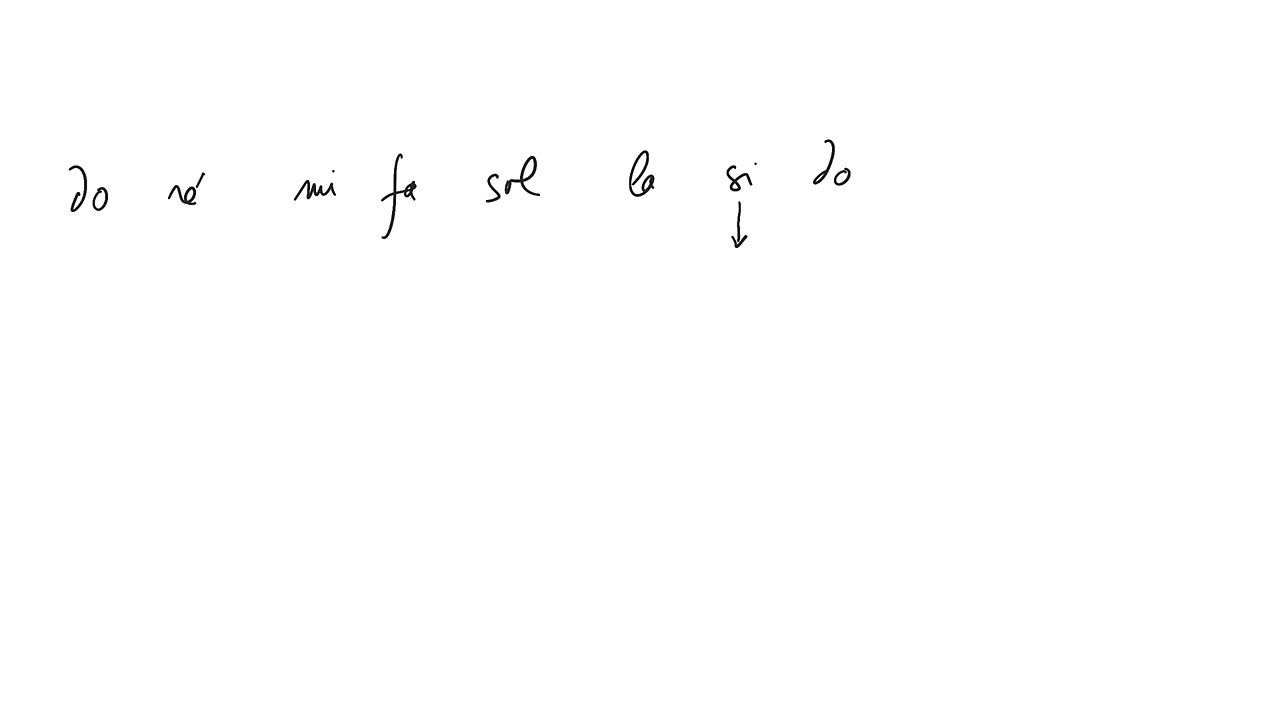 do ré mi fa sol la si do
↓